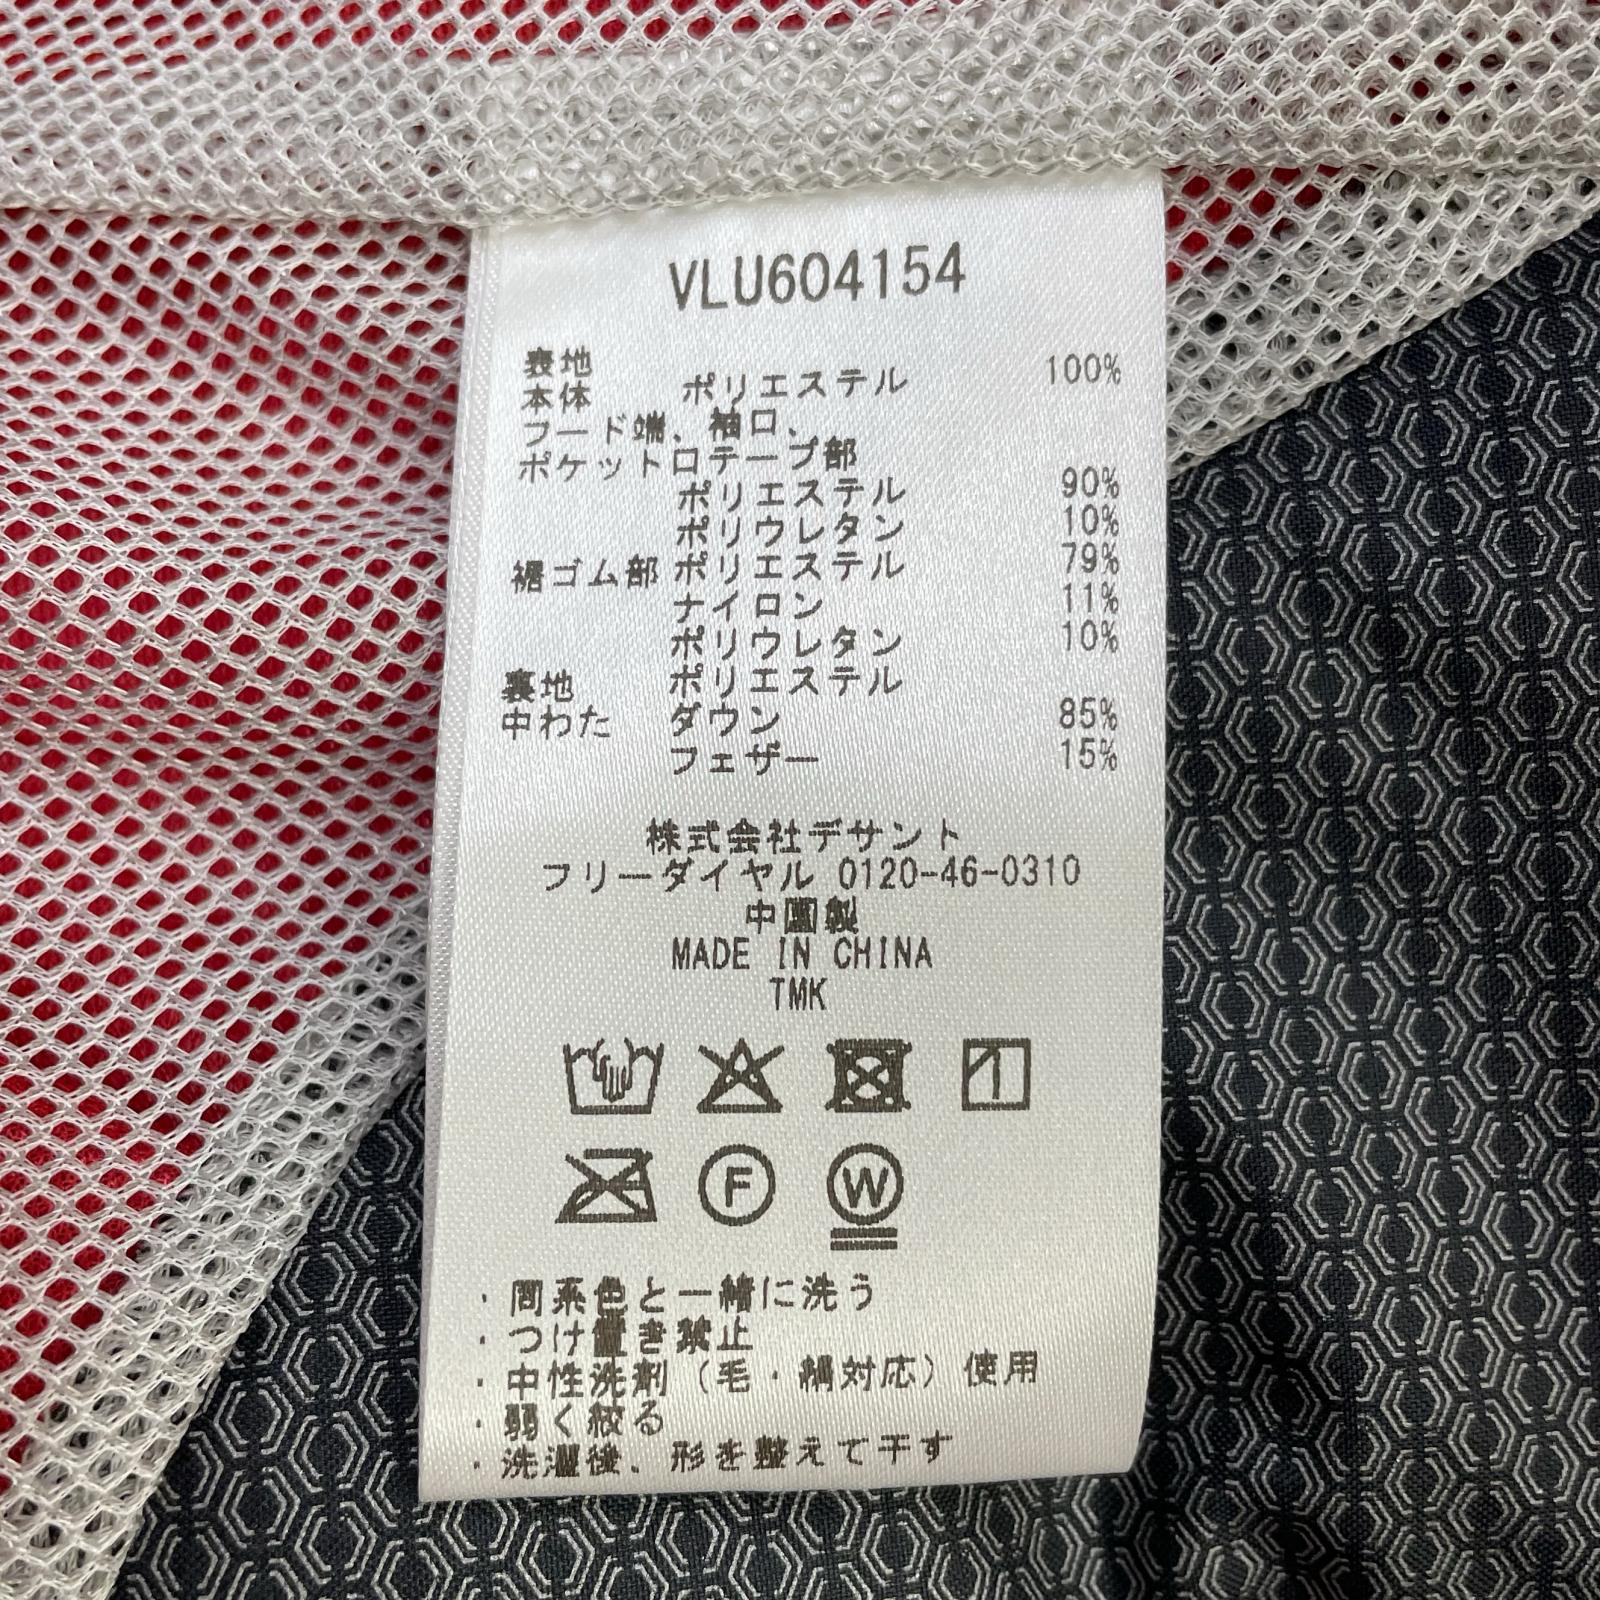 VLU604154
表地
本体 ポリエステル 100%
フード端、袖口、
ポケット口テープ部
ポリエステル 90%
ポリウレタン 10%
裾ゴム部 ポリエステル 79%
ナイロン 11%
ポリウレタン 10%
裏地 ポリエステル
中わた ダウン 85%
フェザー 15%
株式会社デサント
フリーダイヤル 0120-46-0310
中国製
MADE IN CHINA
TMK
1
F
W
・同系色と一緒に洗う
・つけ置き禁止
・中性洗剤（毛・絹対応）使用
・弱く絞る
・洗濯後、形を整えて干す